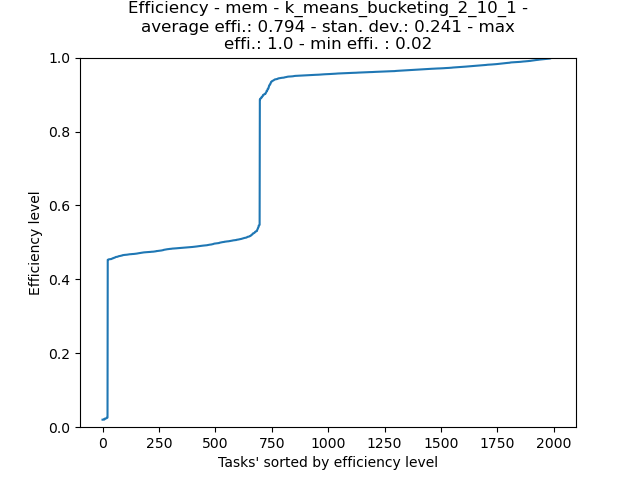 Efficiency - mem - k_means_bucketing_2_10_1 -
average effi.: 0.794 - stan. dev.: 0.241 - max
effi.: 1.0 - min effi. : 0.02
1.0
0.8
0.6
0.4
0.2
0.0
Efficiency level
0 250 500 750 1000 1250 1500 1750 2000
Tasks' sorted by efficiency level